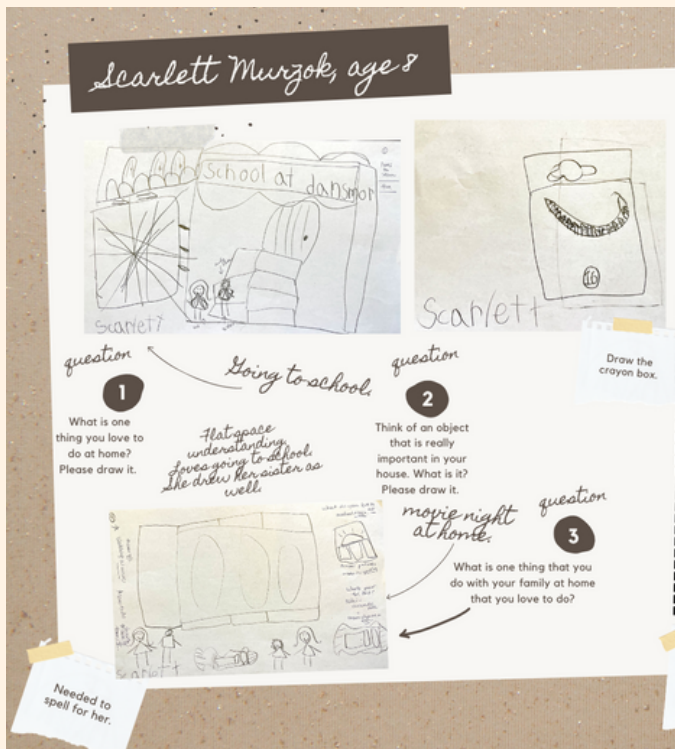 Scarlett Murzok, age 8
School at dansmor
Scarlett
16
Scarlett
Draw the
crayon box.
question
1
What is one
thing you love to
do at home?
Please draw it.
Going to school.
question
2
Think of an object
that is really
important in your
house. What is it?
Please draw it.
Flat space
understanding.
Loves going to school.
She drew her sister as
well.
movie night
at home.
question
3
What is one thing that you
do with your family at home
that you love to do?
Scarlett
Needed to
spell for her.